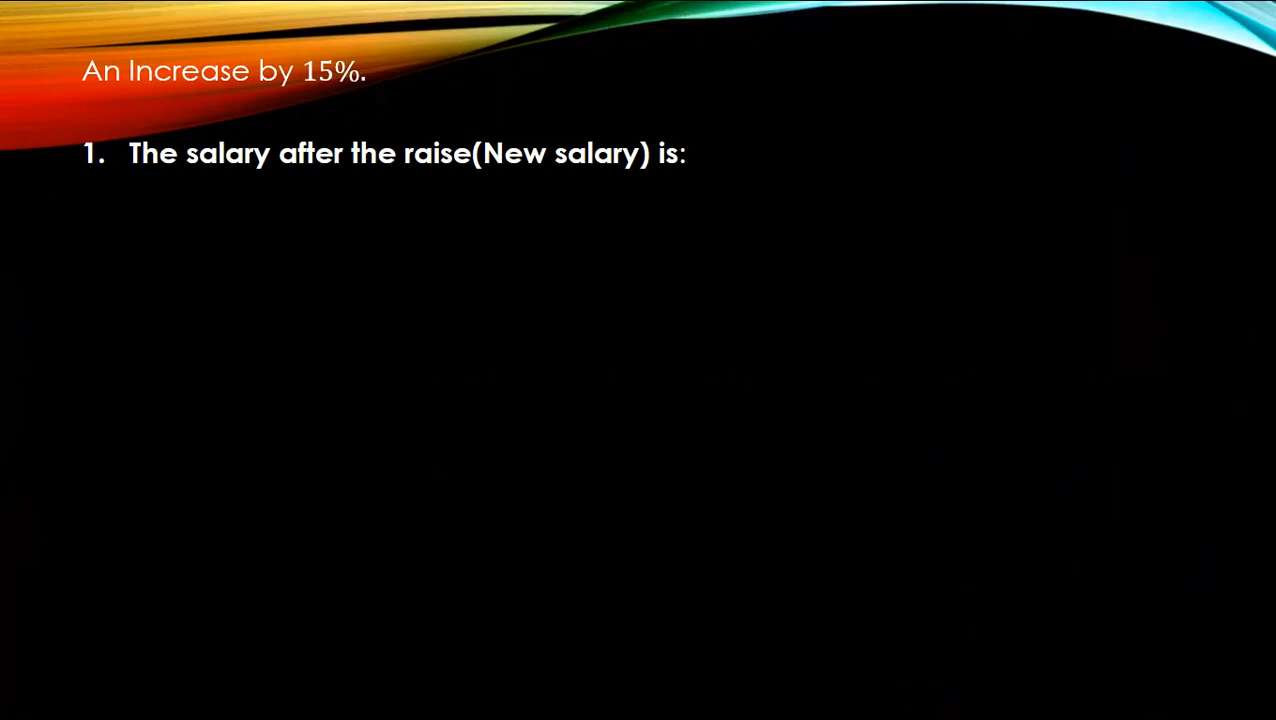 An Increase by 15%.
1. The salary after the raise(New salary) is: